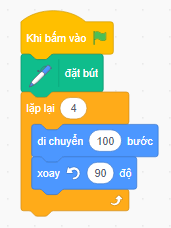 Khi bấm vào
đặt bút
lặp lại 4
di chuyển 100 bước
xoay 90 độ